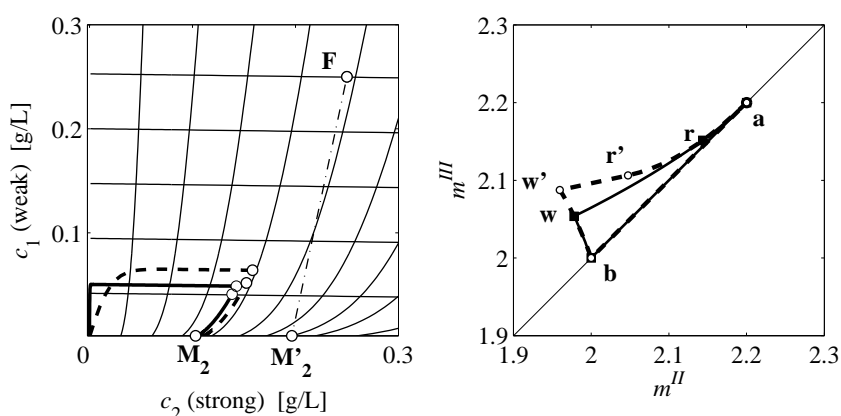 0.3
F
0.2
c₁ (weak) [g/L]
0.1
0
M₂
M'₂
0.3
c₂ (strong) [g/L]
2.3
2.2
r
a
r'
mᴵᴵᴵ
2.1
w'
w
2
b
1.9
1.9
2
2.1
2.2
2.3
mᴵᴵ